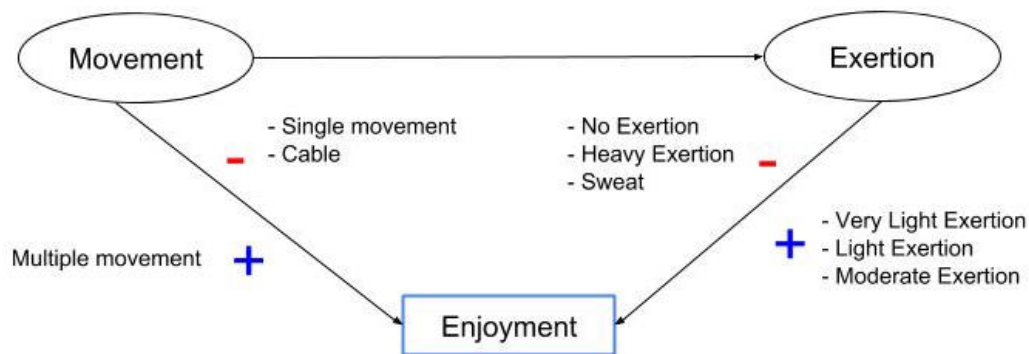 Movement
Exertion
- Single movement
- Cable
-
- No Exertion
- Heavy Exertion
- Sweat
-
Multiple movement
+
+
- Very Light Exertion
- Light Exertion
- Moderate Exertion
Enjoyment